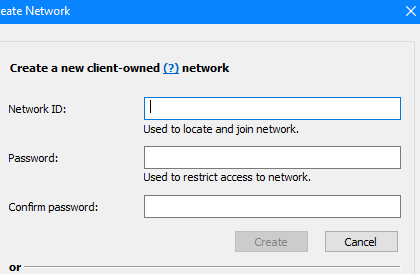 eate Network
Create a new client-owned (?) network
Network ID:
Used to locate and join network.
Password:
Used to restrict access to network.
Confirm password:
Create
Cancel
or